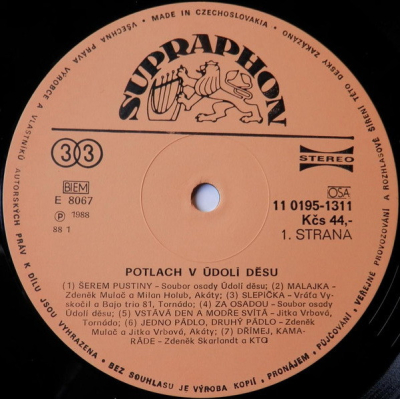 MADE IN CZECHOSLOVAKIA • VŠECHNA PRÁVA VÝROBCE A VLASTNÍKŮ AUTORSKÝCH PRÁV K DÍLU JSOU VYHRAZENA • BEZ SOUHLASU JE VÝROBA KOPIÍ, PRONÁJEM, PŮJČOVÁNÍ, VEŘEJNÉ PROVOZOVÁNÍ A ROZHLASOVÉ ŠÍŘENÍ TÉTO DESKY ZAKÁZÁNO •
SUPRAPHON
33
STEREO
BIEM
E 8067
Ⓟ 1988
88 1
OSA
11 0195-1311
Kčs 44,-
1. STRANA
POTLACH V ÚDOLÍ DĚSU
(1) ŠEREM PUSTINY - Soubor osady Údolí děsu; (2) MALAJKA -
Zdeněk Mulač a Milan Holub, Akáty; (3) SLEPIČKA - Vráťa Vy-
skočil a Bajo trio 81, Tornádo; (4) ZA OSADOU - Soubor osady
Údolí děsu; (5) VSTÁVÁ DEN A MODŘE SVÍTÁ - Jitka Vrbová,
Tornádo; (6) JEDNO PÁDLO, DRUHÝ PÁDLO - Zdeněk
Mulač a Jitka Vrbová, Akáty; (7) DŘÍMEJ, KAMA-
RÁDE - Zdeněk Skarlandt a KTO